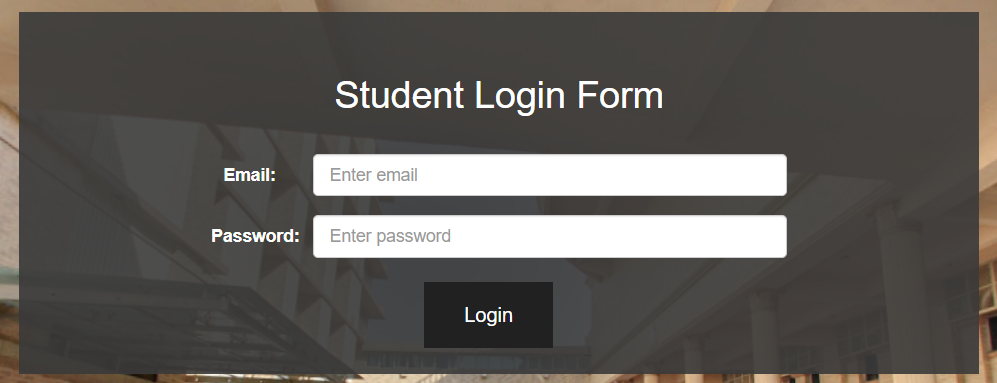 Student Login Form
Email: Enter email
Password: Enter password
Login